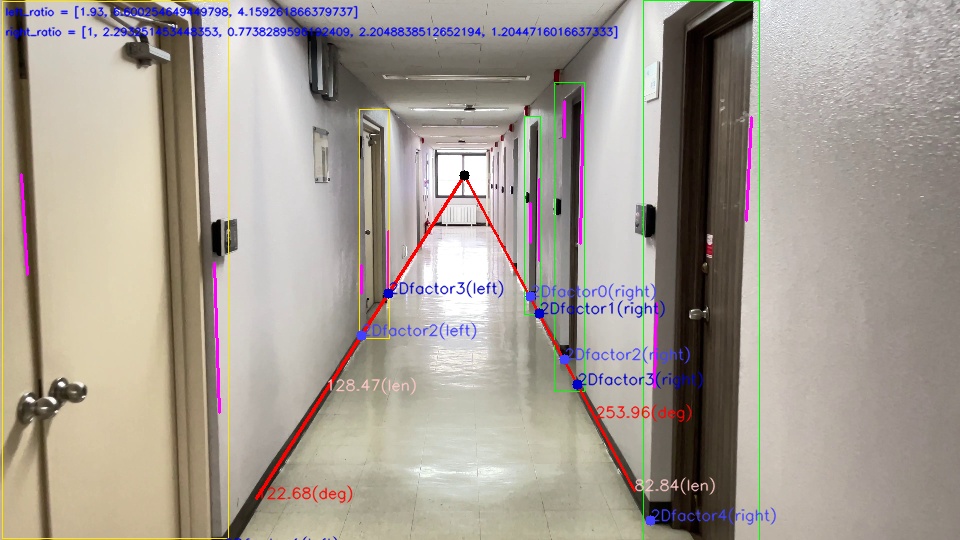 left_ratio = [1.93, 6.600254649449798, 4.159261866379737]
right_ratio = [1, 2.293251453448353, 0.7738289596192409, 2.2048838512652194, 1.2044716016637333]
2Dfactor3(left)
2Dfactor0(right)
2Dfactor1(right)
2Dfactor2(left)
2Dfactor2(right)
128.47(len)
2Dfactor3(right)
253.96(deg)
122.68(deg)
82.84(len)
2Dfactor4(right)